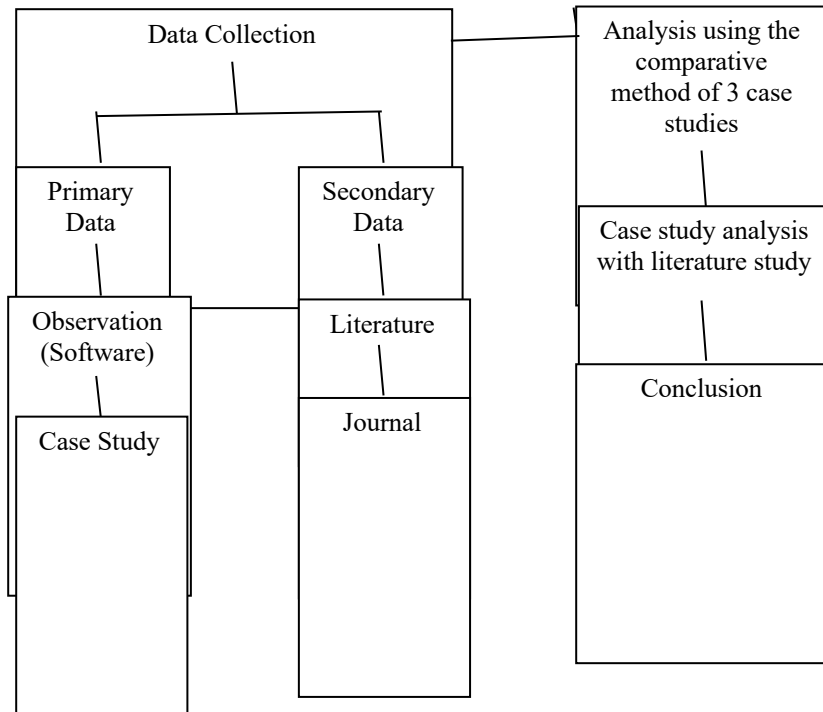 Data Collection
Primary
Data
Observation
(Software)
Case Study
Secondary
Data
Literature
Journal
Analysis using the
comparative
method of 3 case
studies
Case study analysis
with literature study
Conclusion